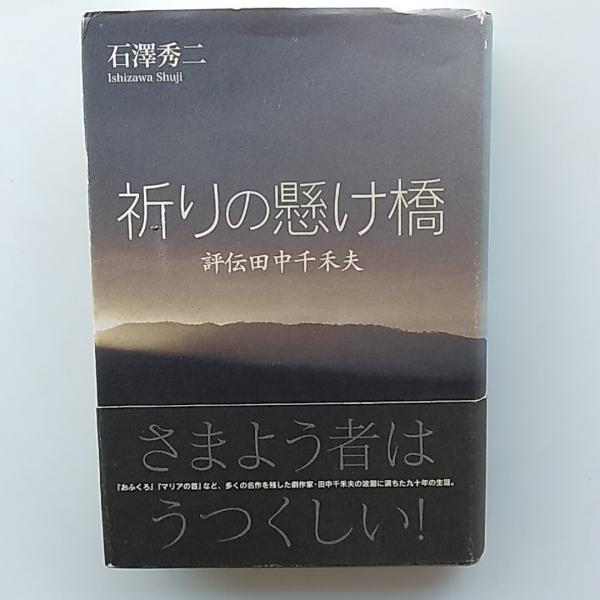 石澤秀二
Ishizawa Shuji
祈りの懸け橋
評伝田中千禾夫
さまよう者は
『おふくろ』『マリアの首』など、多くの名作を残した劇作家・田中千禾夫の波瀾に満ちた九十年の生涯。
うつくしい!